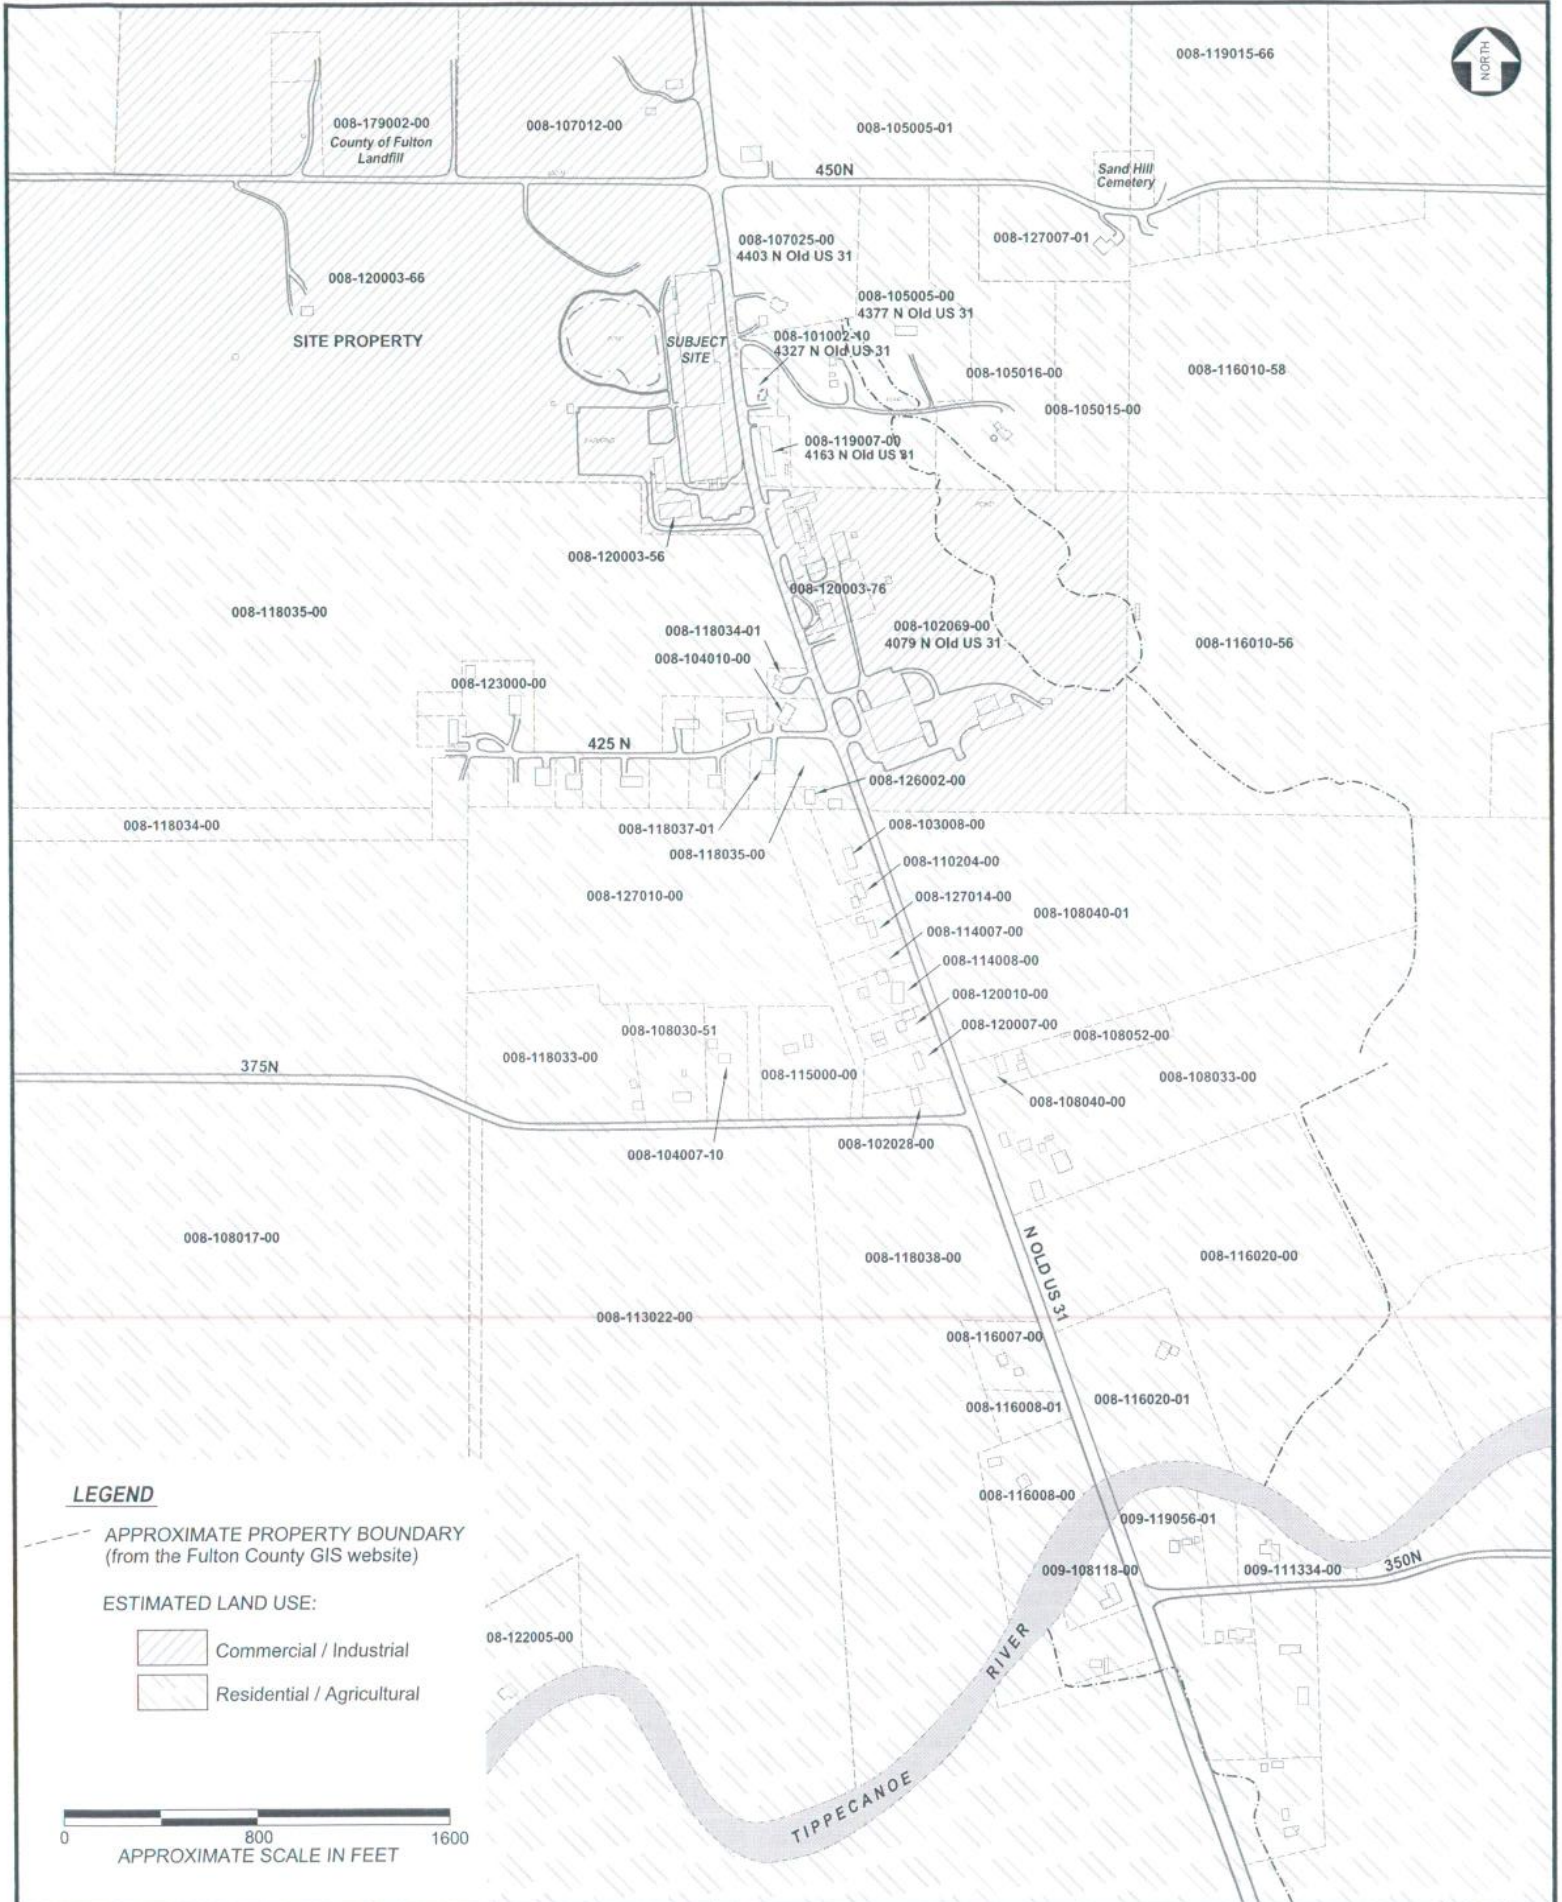 008-119015-66
NORTH
008-179002-00
County of Fulton
Landfill
008-107012-00
008-105005-01
450N
Sand Hill
Cemetery
008-107025-00
4403 N Old US 31
008-127007-01
008-120003-66
008-105005-00
4377 N Old US 31
SITE PROPERTY
SUBJECT
SITE
008-101002-10
4327 N Old US 31
008-105016-00
008-116010-58
008-105015-00
008-119007-00
4163 N Old US 31
POND
008-120003-56
008-120003-76
008-118035-00
008-102069-00
4079 N Old US 31
008-118034-01
008-104010-00
008-116010-56
008-123000-00
425 N
008-126002-00
008-118034-00
008-118037-01
008-118035-00
008-103008-00
008-110204-00
008-127010-00
008-127014-00
008-108040-01
008-114007-00
008-114008-00
008-120010-00
008-120007-00
008-108030-51
008-108052-00
008-118033-00
375N
008-115000-00
008-108033-00
008-108040-00
008-104007-10
008-102028-00
008-108017-00
008-118038-00
N OLD US 31
008-116020-00
008-113022-00
008-116007-00
008-116020-01
008-116008-01
008-116008-00
009-119056-01
350N
009-108118-00
009-111334-00
08-122005-00
TIPPECANOE RIVER
LEGEND
APPROXIMATE PROPERTY BOUNDARY
(from the Fulton County GIS website)
ESTIMATED LAND USE:
Commercial / Industrial
Residential / Agricultural
0 800 1600
APPROXIMATE SCALE IN FEET